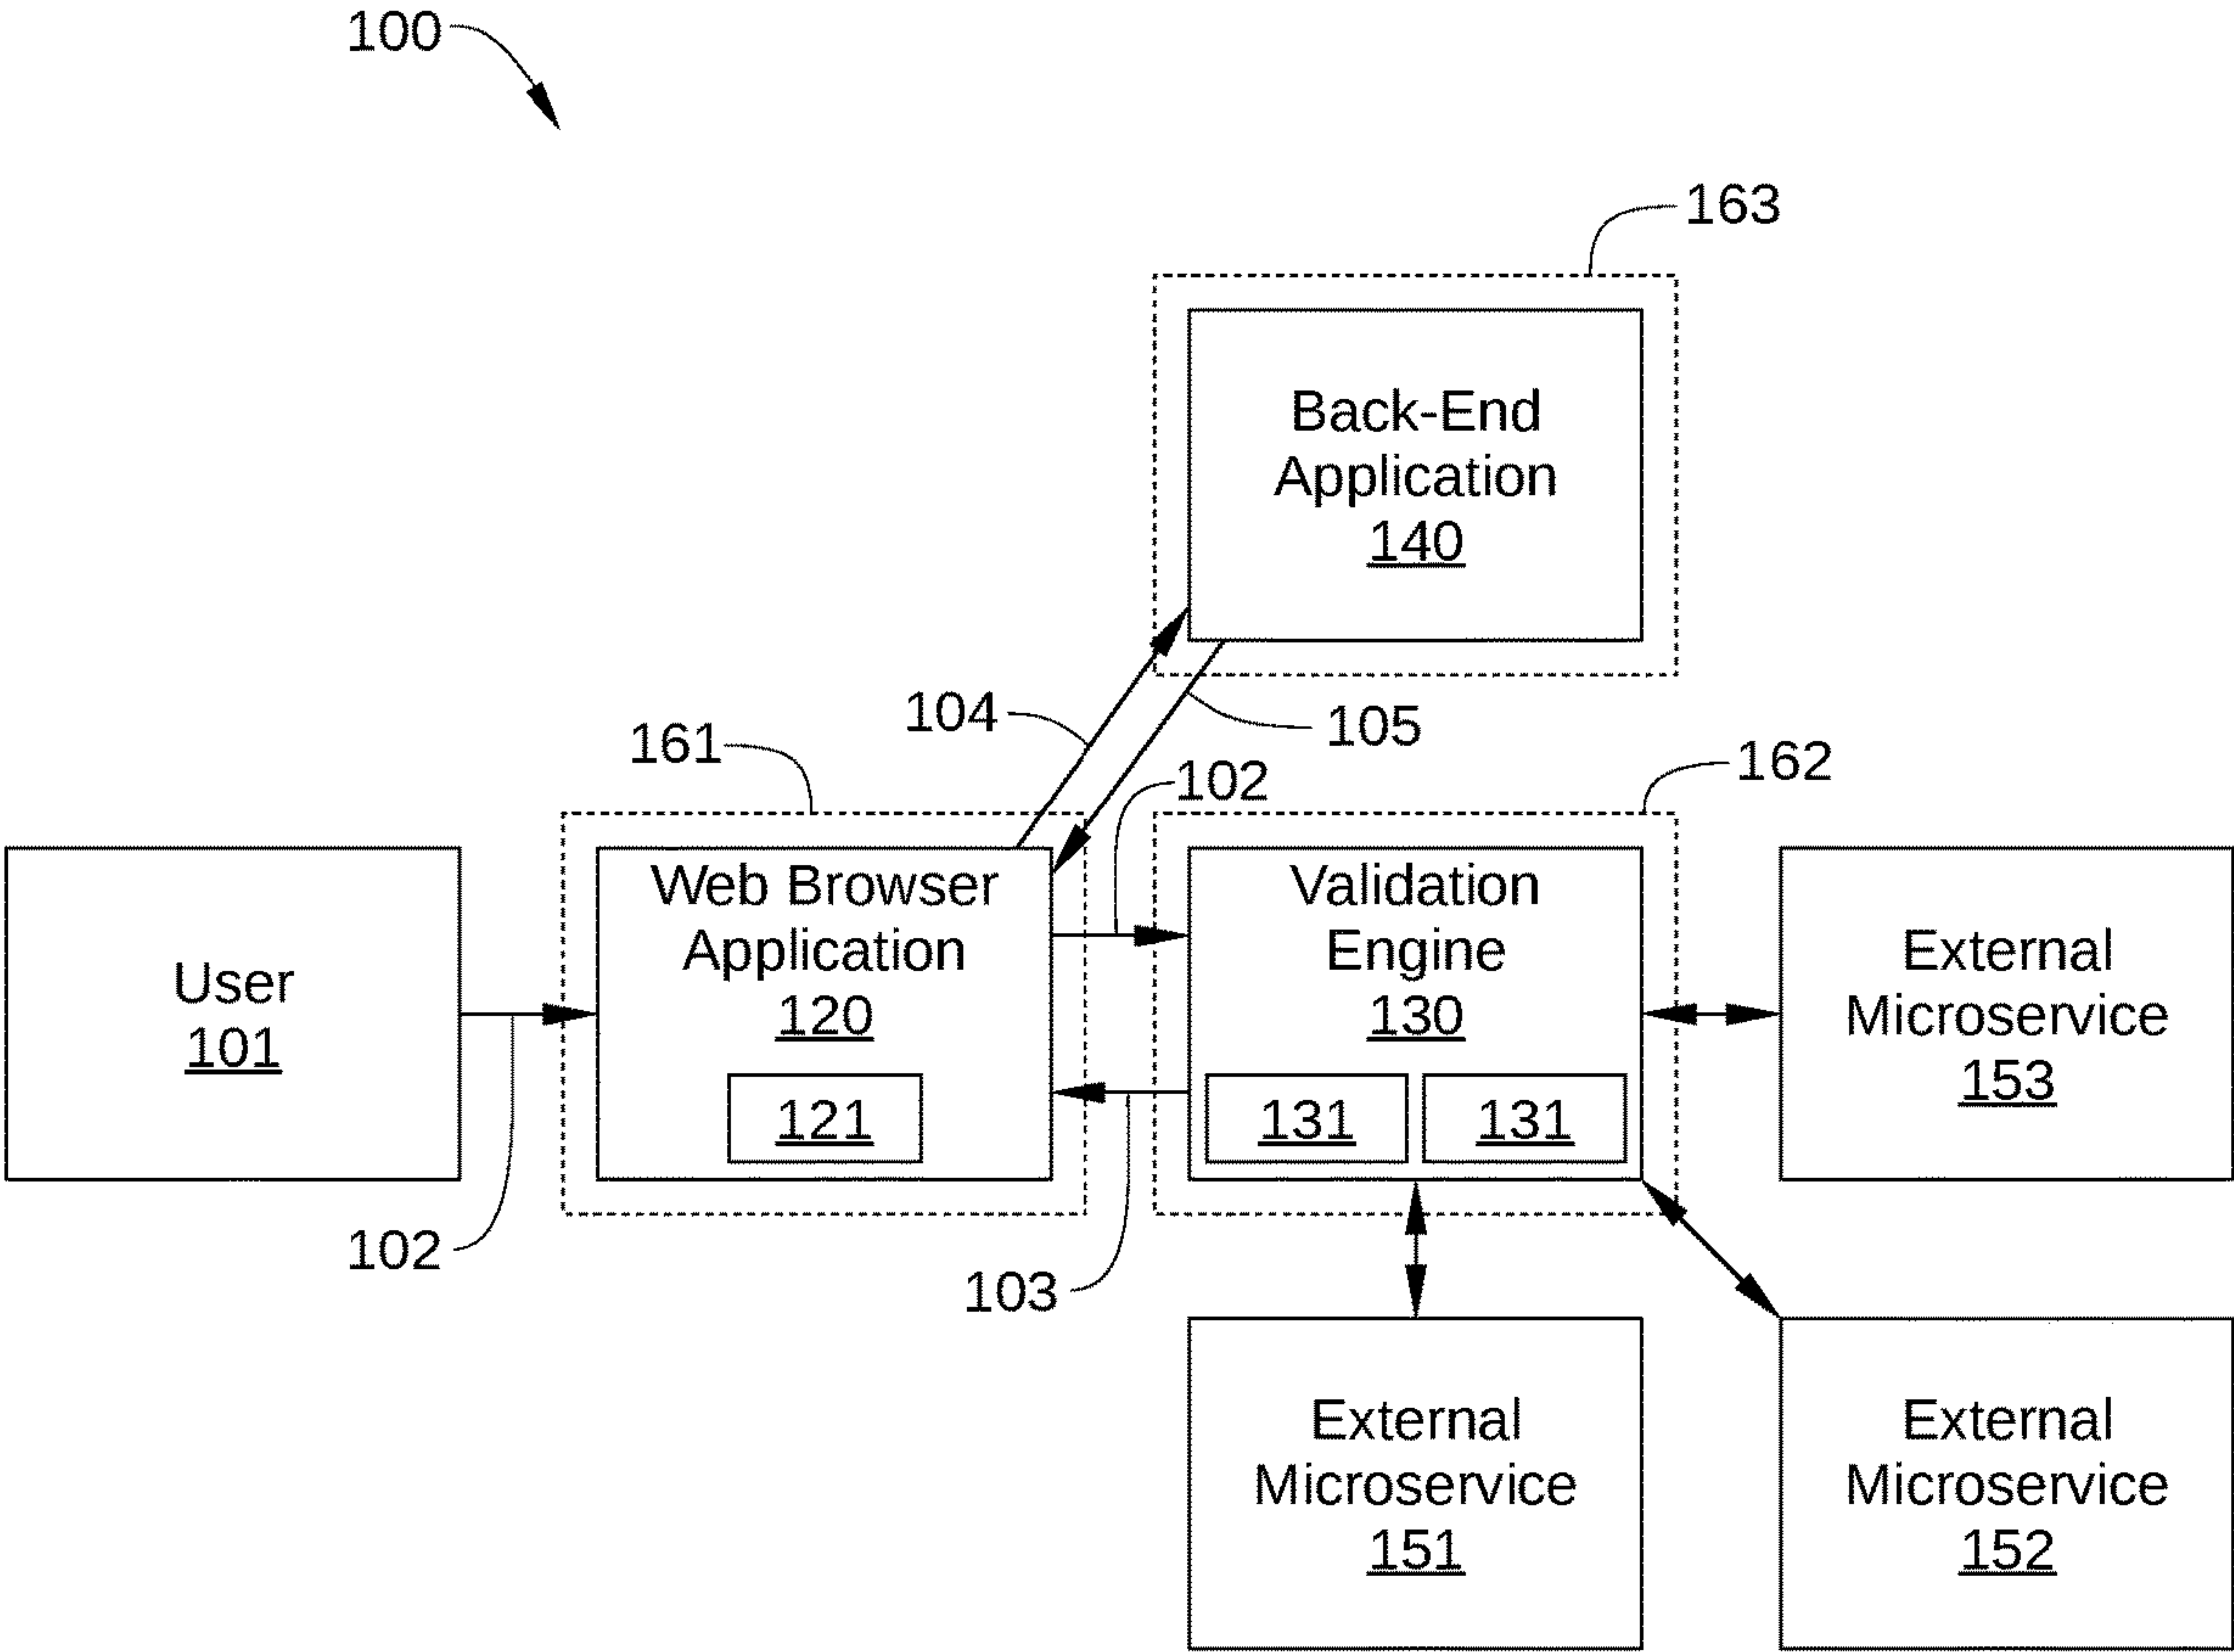 100
163
Back-End
Application
140
104
105
161
102
162
User
101
Web Browser
Application
120
121
Validation
Engine
130
131
131
External
Microservice
153
102
103
External
Microservice
151
External
Microservice
152